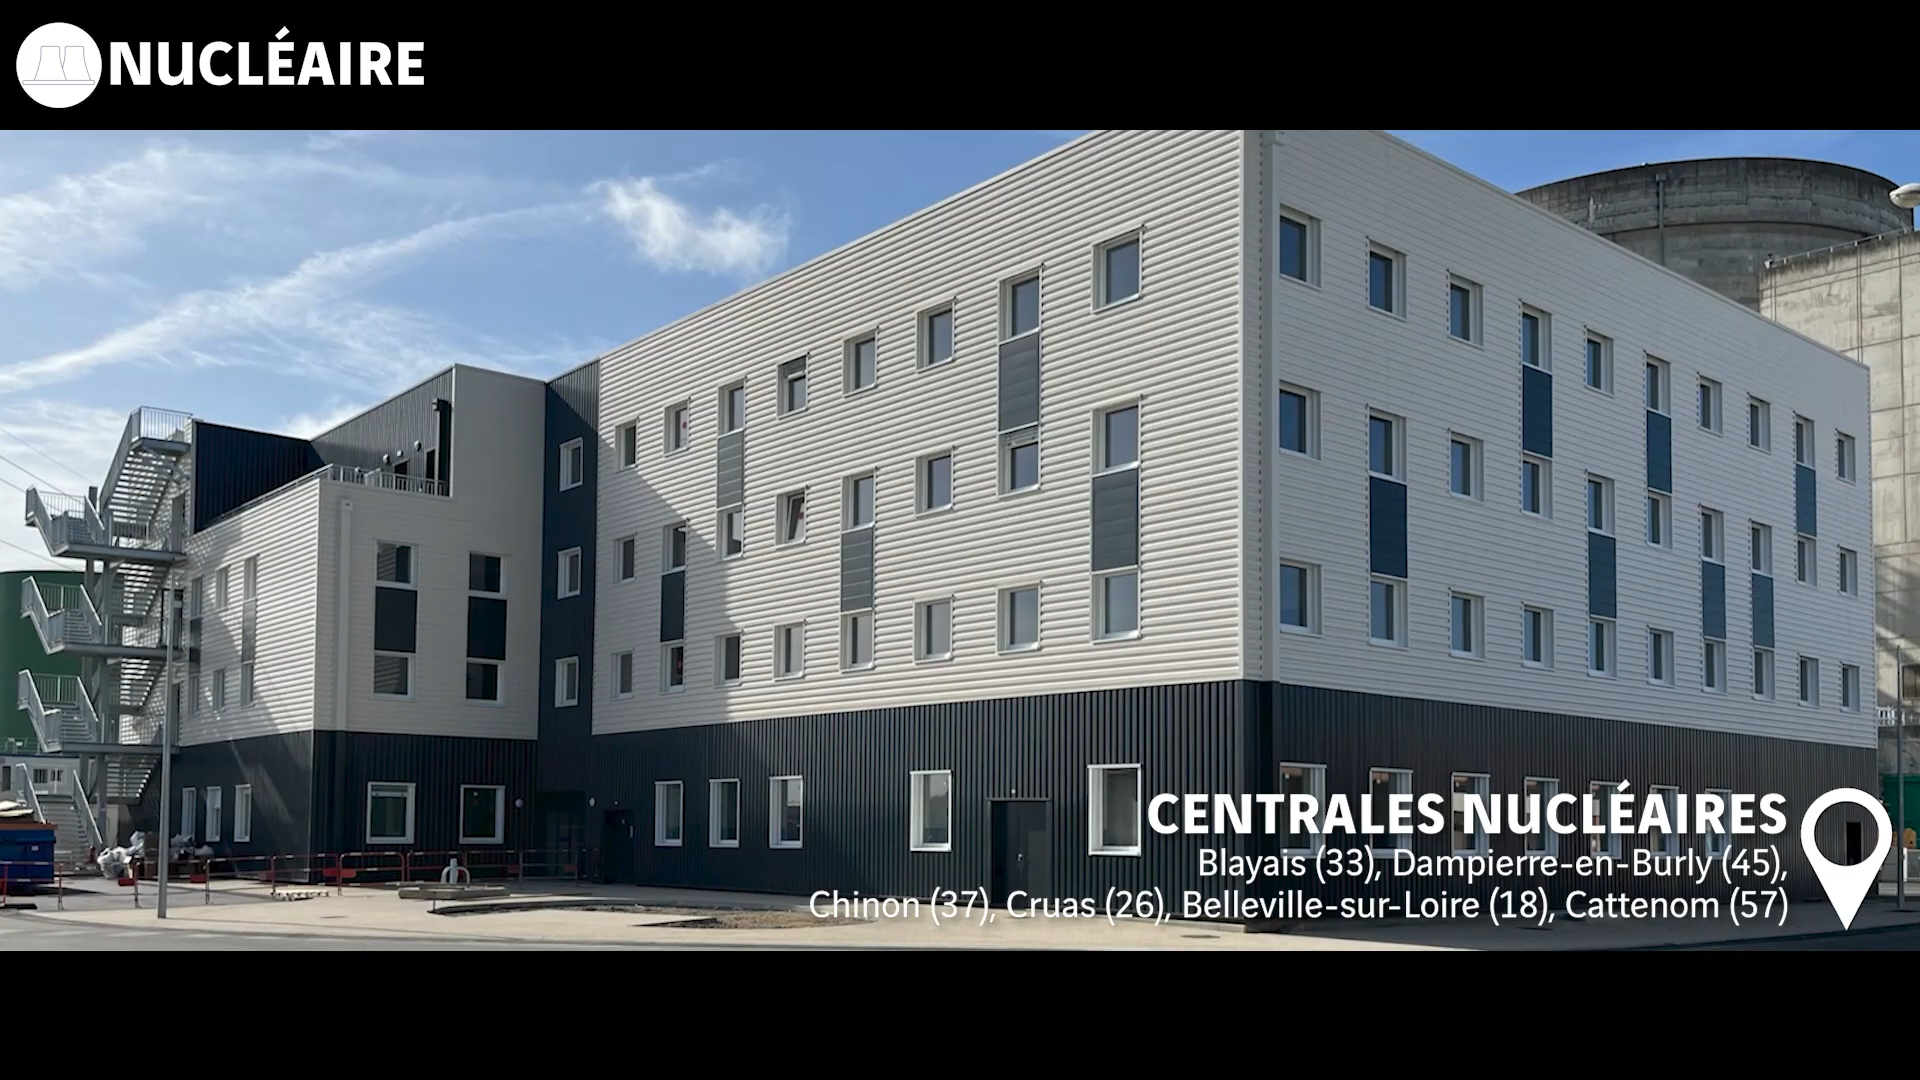 NUCLÉAIRE
CENTRALES NUCLÉAIRES
Blayais (33), Dampierre-en-Burly (45),
Chinon (37), Cruas (26), Belleville-sur-Loire (18), Cattenom (57)